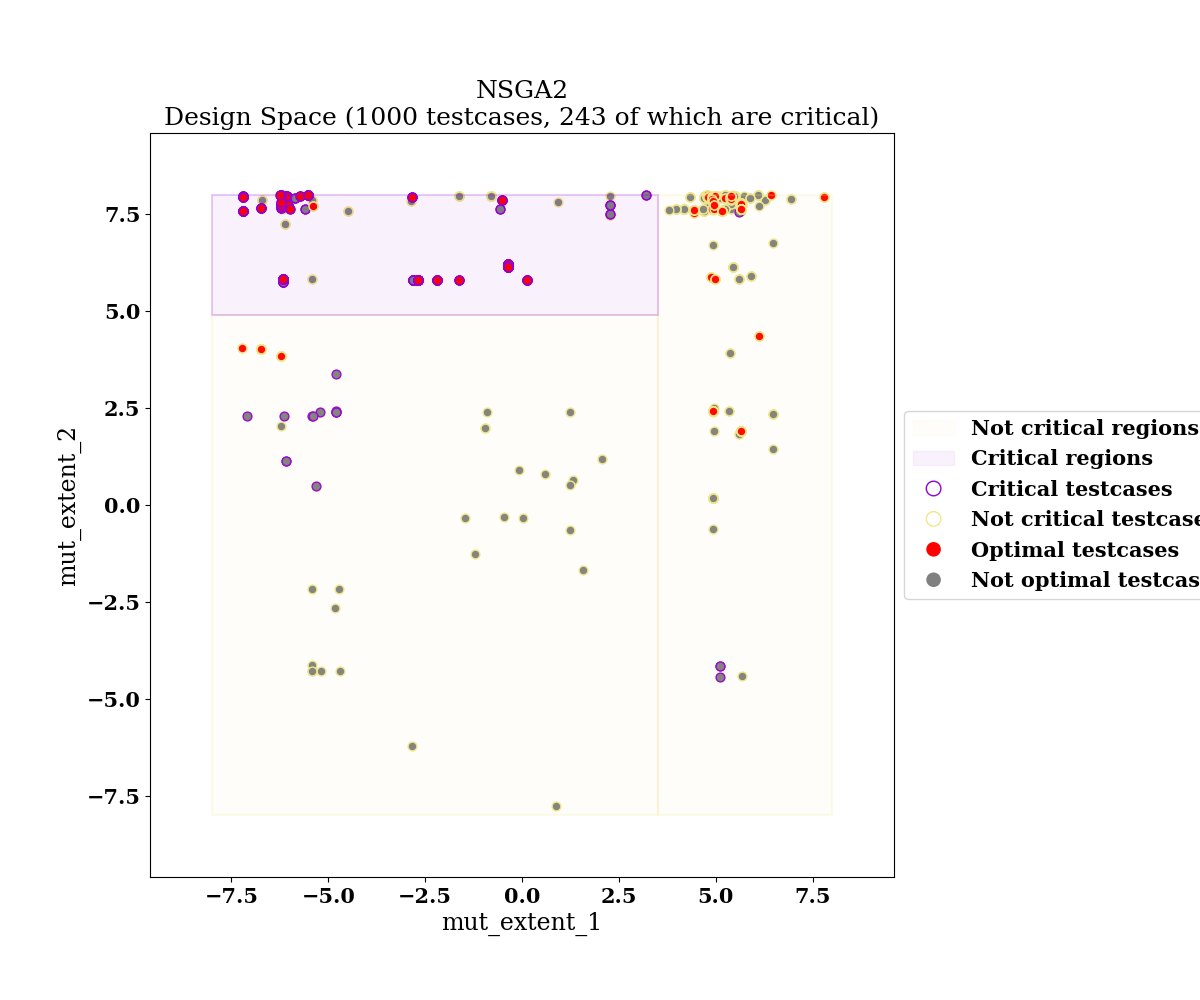 NSGA2
Design Space (1000 testcases, 243 of which are critical)
7.5
5.0
2.5
0.0
−2.5
−5.0
−7.5
mut_extent_2
−7.5 −5.0 −2.5 0.0 2.5 5.0 7.5
mut_extent_1
Not critical regions
Critical regions
Critical testcases
Not critical testcase
Optimal testcases
Not optimal testcas